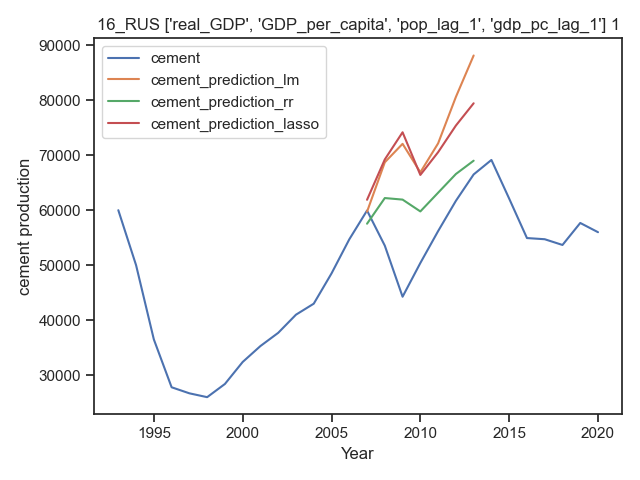 16_RUS ['real_GDP', 'GDP_per_capita', 'pop_lag_1', 'gdp_pc_lag_1'] 1
90000
80000
70000
60000
50000
40000
30000
cement production
cement
cement_prediction_lm
cement_prediction_rr
cement_prediction_lasso
1995
2000
2005
2010
2015
2020
Year